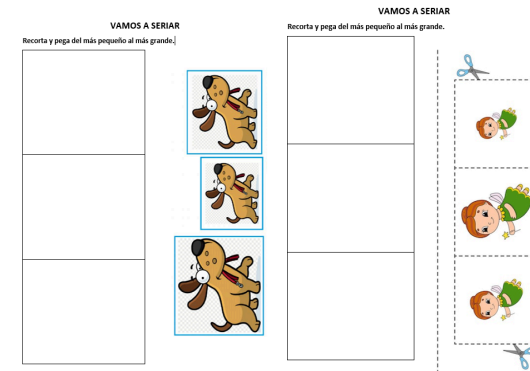 VAMOS A SERIAR
Recorta y pega del más pequeño al más grande.
VAMOS A SERIAR
Recorta y pega del más pequeño al más grande.